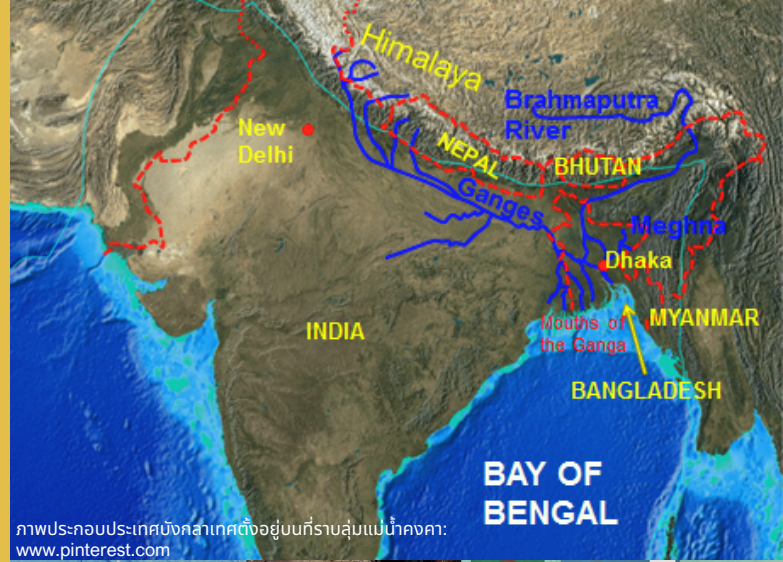 Himalaya
Brahmaputra
River
New
Delhi
NEPAL
BHUTAN
Ganges
Meghna
Dhaka
INDIA
Mouths of
the Ganga
MYANMAR
BANGLADESH
BAY OF
BENGAL
ภาพประกอบประเทศบังกลาเทศตั้งอยู่บนที่ราบลุ่มแม่น้ำคงคา:
www.pinterest.com